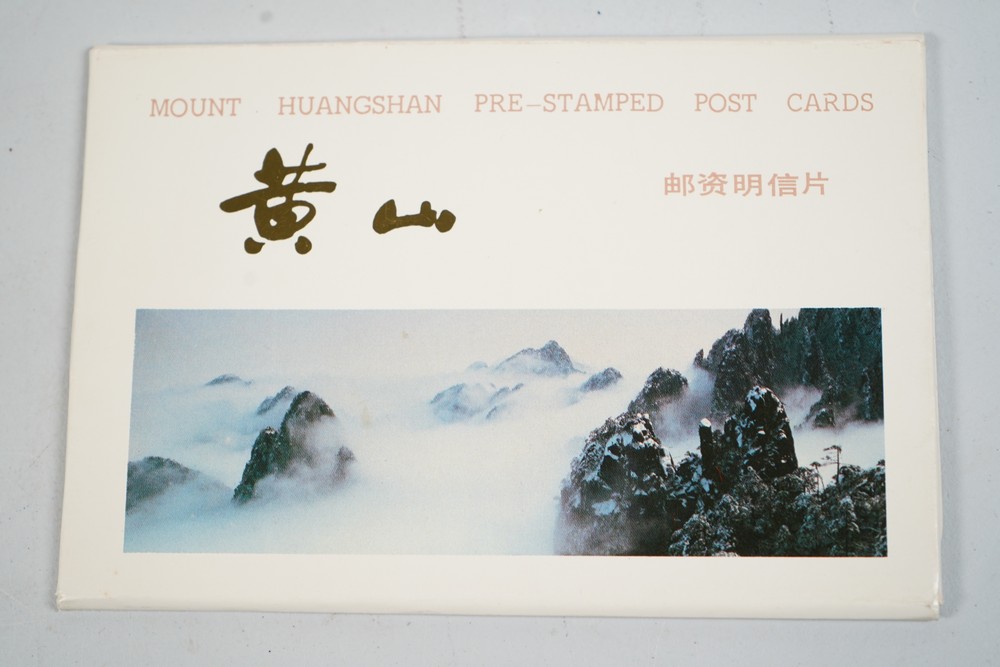 MOUNT HUANGSHAN PRE-STAMPED POST CARDS
黄山
邮资明信片